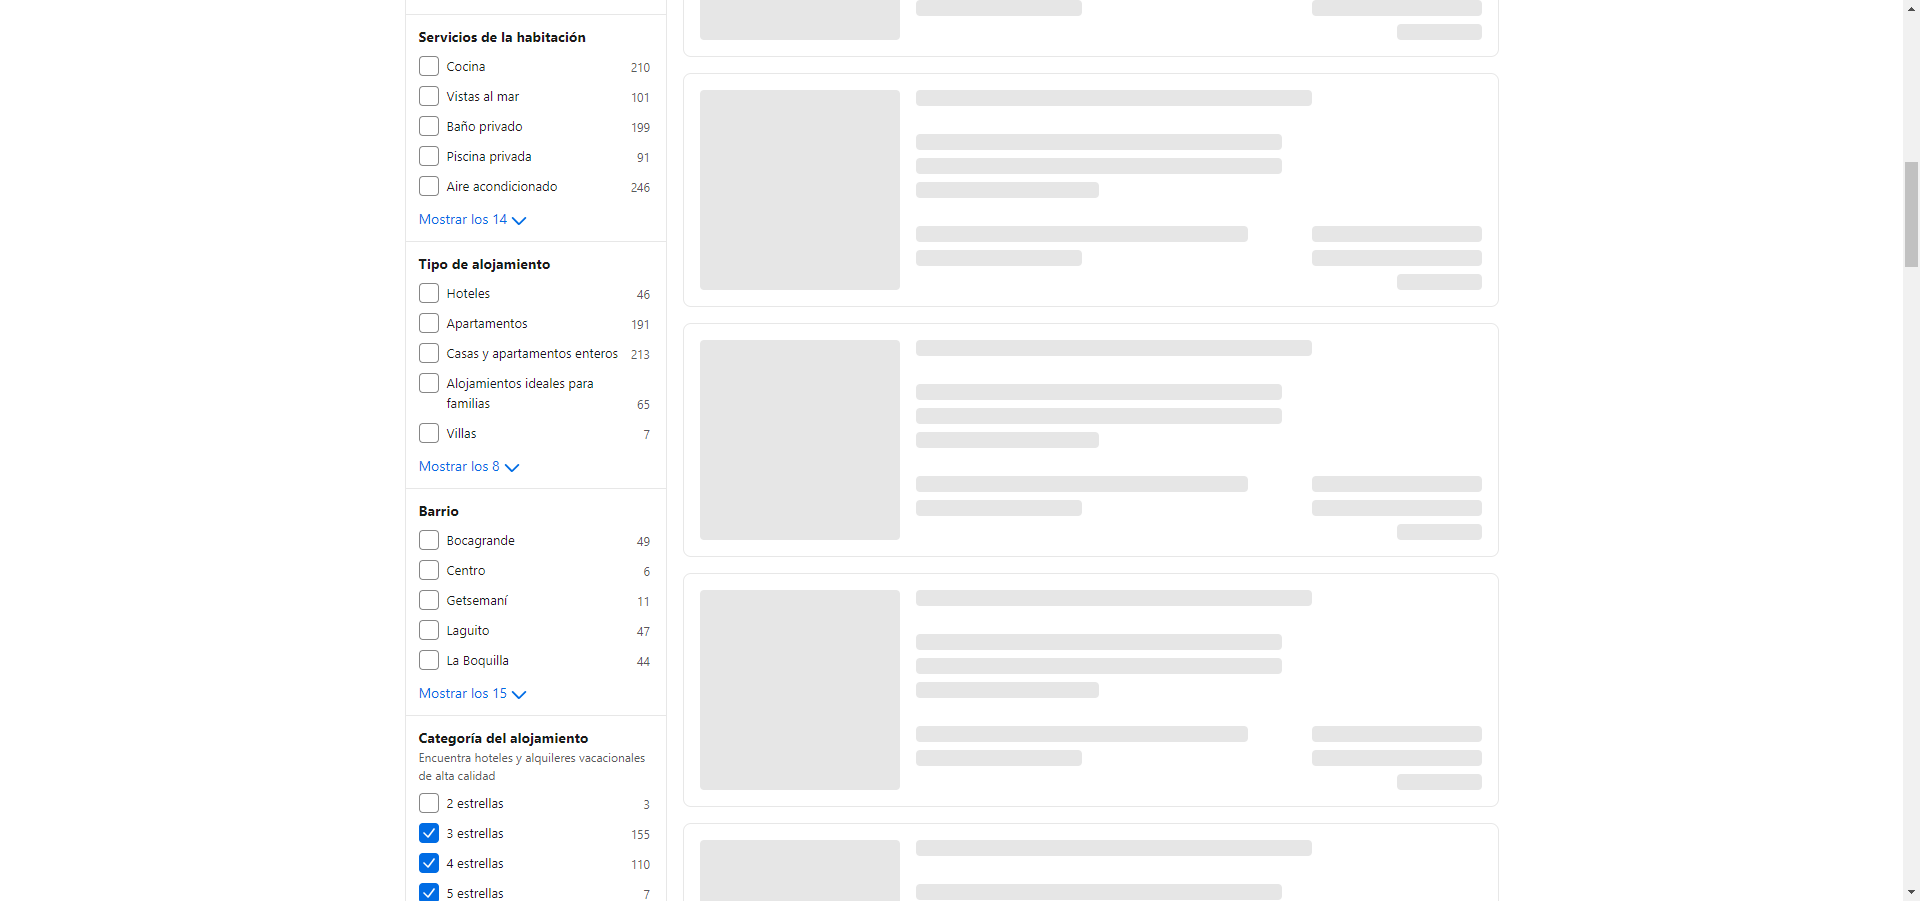 Servicios de la habitación
Cocina 210
Vistas al mar 101
Baño privado 199
Piscina privada 91
Aire acondicionado 246
Mostrar los 14
Tipo de alojamiento
Hoteles 46
Apartamentos 191
Casas y apartamentos enteros 213
Alojamientos ideales para
familias 65
Villas 7
Mostrar los 8
Barrio
Bocagrande 49
Centro 6
Getsemaní 11
Laguito 47
La Boquilla 44
Mostrar los 15
Categoría del alojamiento
Encuentra hoteles y alquileres vacacionales
de alta calidad
2 estrellas 3
3 estrellas 155
4 estrellas 110
5 estrellas 7